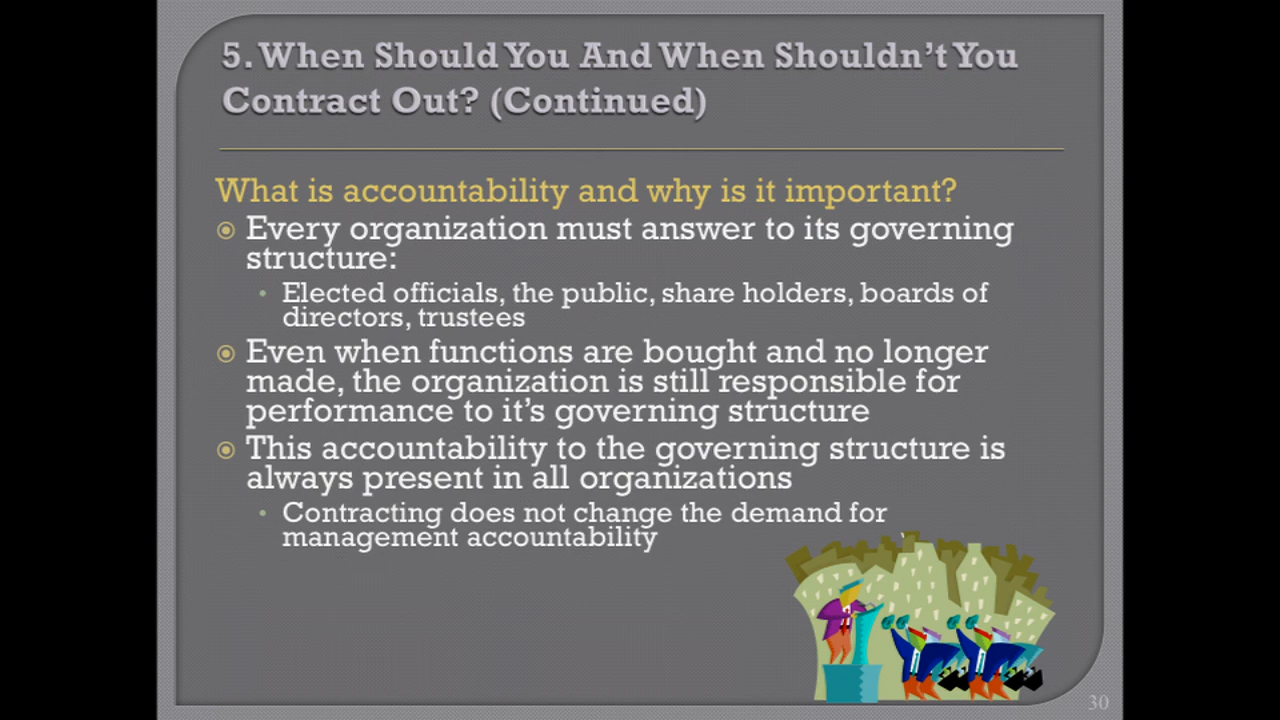 5. When Should You And When Shouldn't You
Contract Out? (Continued)
What is accountability and why is it important?
Every organization must answer to its governing
structure:
Elected officials, the public, share holders, boards of
directors, trustees
Even when functions are bought and no longer
made, the organization is still responsible for
performance to it's governing structure
This accountability to the governing structure is
always present in all organizations
Contracting does not change the demand for
management accountability
30